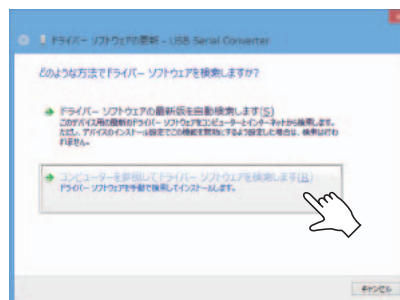 ドライバー ソフトウェアの更新 - USB Serial Converter
どのような方法でドライバー ソフトウェアを検索しますか?
ドライバー ソフトウェアの最新版を自動検索します(S)
このデバイス用の最新のドライバー ソフトウェアをコンピューターとインターネットから検索します。
ただし、デバイスのインストール設定でこの機能を無効にするよう設定した場合は、検索は行わ
れません。
コンピューターを参照してドライバー ソフトウェアを検索します(R)
ドライバー ソフトウェアを手動で検索してインストールします。
キャンセル